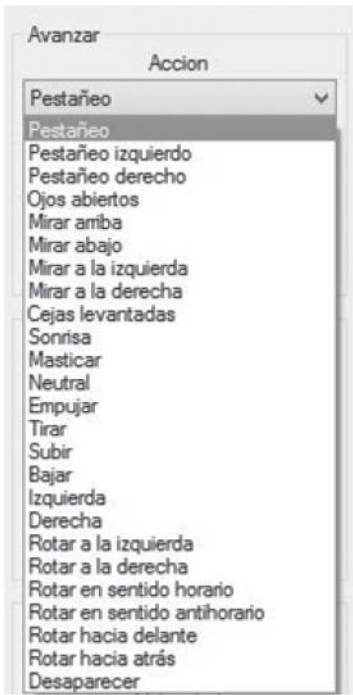 Avanzar
Accion
Pestañeo
Pestañeo
Pestañeo izquierdo
Pestañeo derecho
Ojos abiertos
Mirar arriba
Mirar abajo
Mirar a la izquierda
Mirar a la derecha
Cejas levantadas
Sonrisa
Masticar
Neutral
Empujar
Tirar
Subir
Bajar
Izquierda
Derecha
Rotar a la izquierda
Rotar a la derecha
Rotar en sentido horario
Rotar en sentido antihorario
Rotar hacia delante
Rotar hacia atrás
Desaparecer